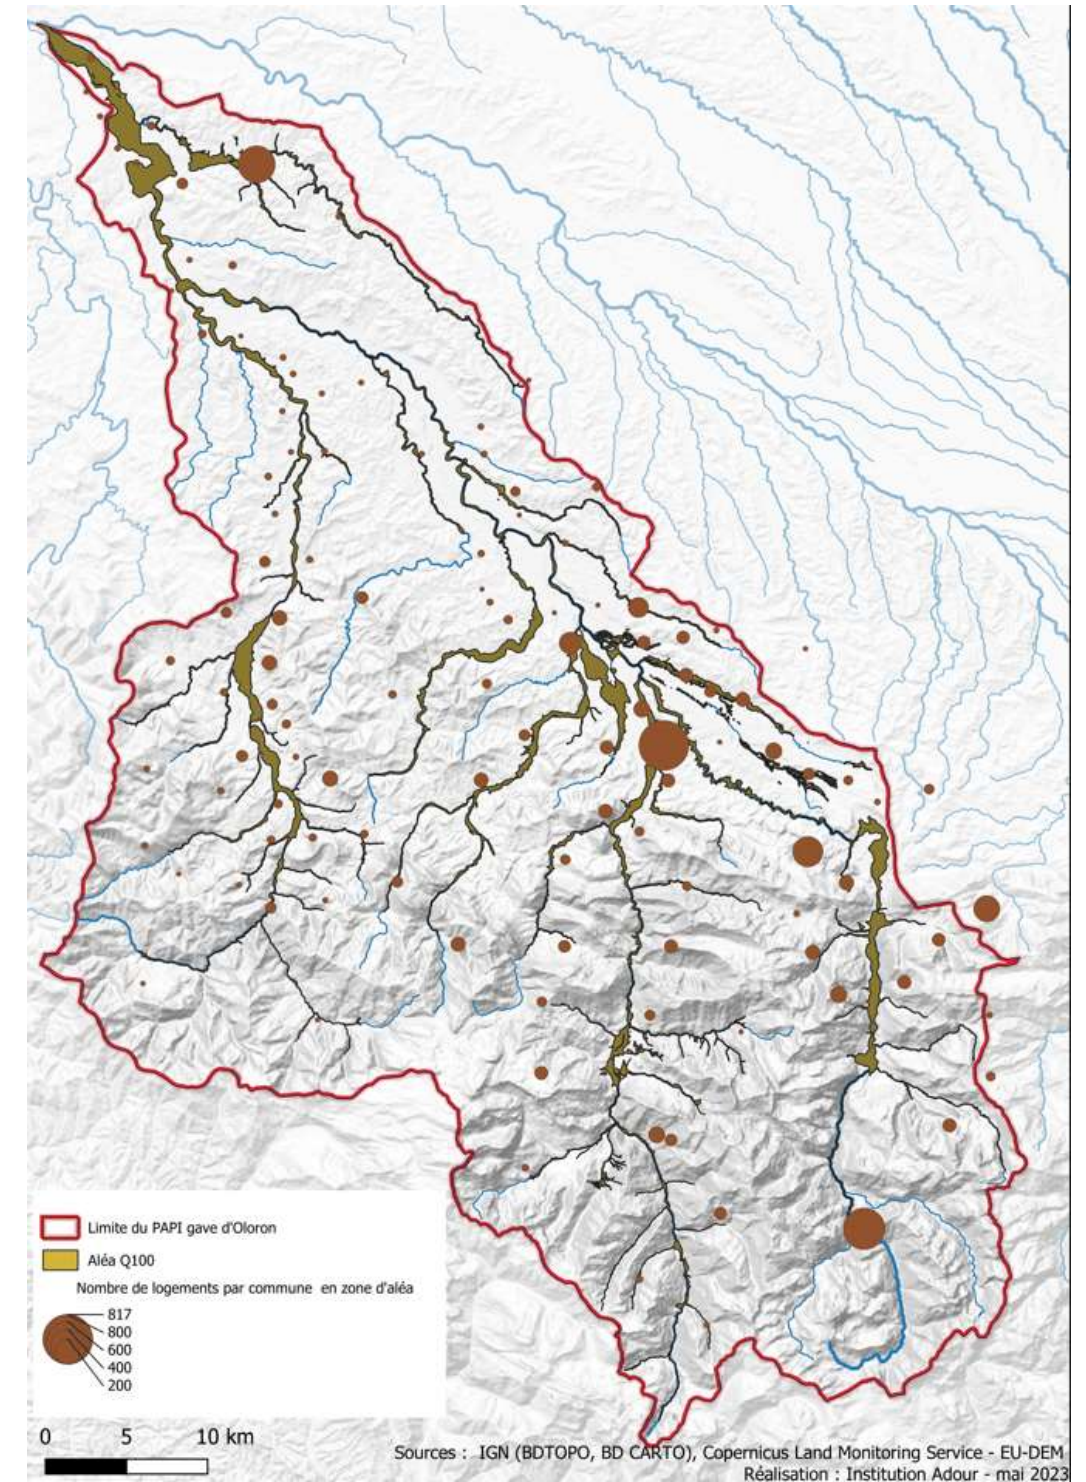 Limite du PAPI gave d'Oloron
Aléa Q100
Nombre de logements par commune en zone d'aléa
817
800
600
400
200
0 5 10 km
Sources : IGN (BDTOPO, BD CARTO), Copernicus Land Monitoring Service - EU-DEM
Réalisation : Institution Adour - mai 2023